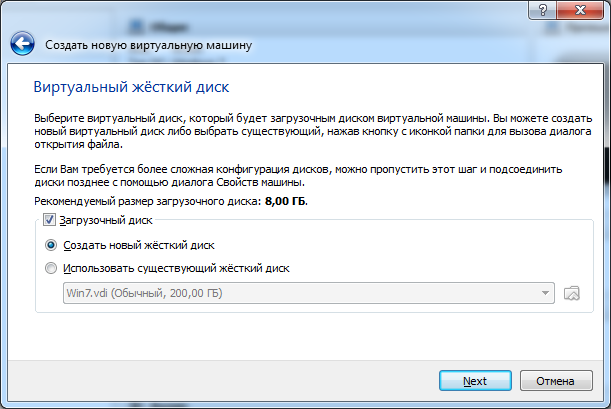 ?
Создать новую виртуальную машину
Виртуальный жёсткий диск
Выберите виртуальный диск, который будет загрузочным диском виртуальной машины. Вы можете создать
новый виртуальный диск либо выбрать существующий, нажав кнопку с иконкой папки для вызова диалога
открытия файла.
Если Вам требуется более сложная конфигурация дисков, можно пропустить этот шаг и подсоединить
диски позднее с помощью диалога Свойств машины.
Рекомендуемый размер загрузочного диска: 8,00 ГБ.
Загрузочный диск
Создать новый жёсткий диск
Использовать существующий жёсткий диск
Win7.vdi (Обычный, 200,00 ГБ)
Next
Отмена